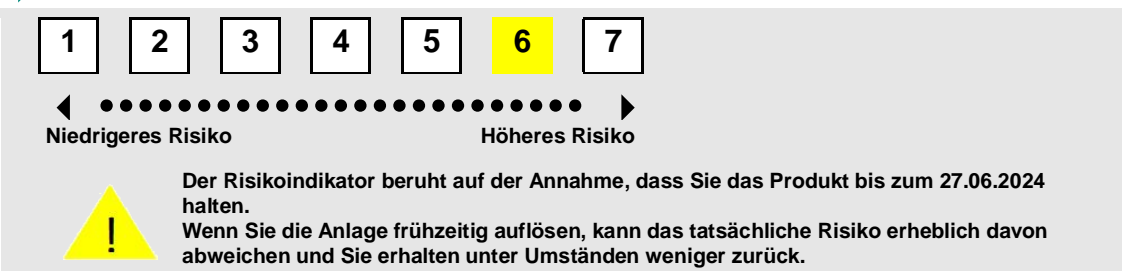 1 2 3 4 5 6 7
Niedrigeres Risiko Höheres Risiko
Der Risikoindikator beruht auf der Annahme, dass Sie das Produkt bis zum 27.06.2024
halten.
!
Wenn Sie die Anlage frühzeitig auflösen, kann das tatsächliche Risiko erheblich davon
abweichen und Sie erhalten unter Umständen weniger zurück.